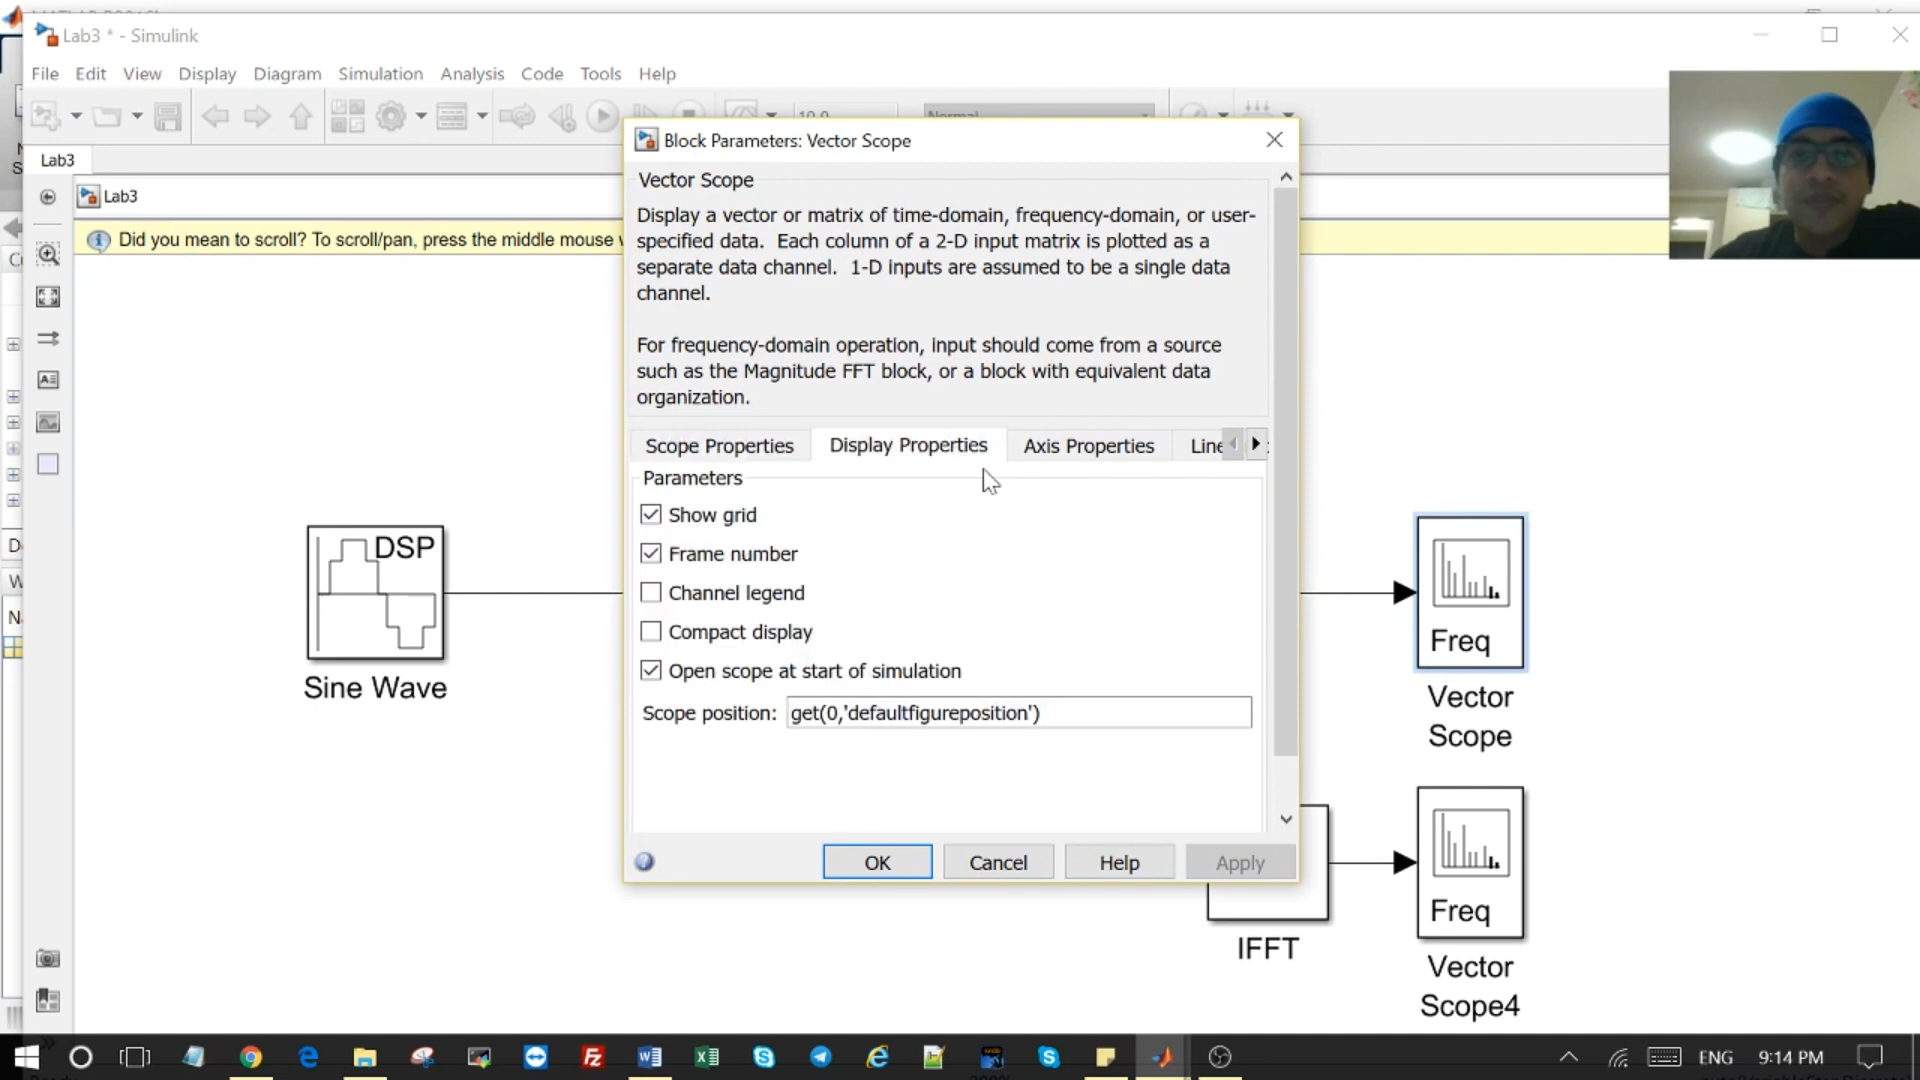 Lab3 * - Simulink
File Edit View Display Diagram Simulation Analysis Code Tools Help
Lab3
Lab3
Did you mean to scroll? To scroll/pan, press the middle mouse
Block Parameters: Vector Scope
Vector Scope
Display a vector or matrix of time-domain, frequency-domain, or user-
specified data. Each column of a 2-D input matrix is plotted as a
separate data channel. 1-D inputs are assumed to be a single data
channel.
For frequency-domain operation, input should come from a source
such as the Magnitude FFT block, or a block with equivalent data
organization.
Scope Properties Display Properties Axis Properties Line
Parameters
Show grid
Frame number
Channel legend
Compact display
Open scope at start of simulation
Scope position: get(0,'defaultfigureposition')
OK Cancel Help Apply
DSP
Sine Wave
Freq
Vector
Scope
IFFT
Freq
Vector
Scope4
ENG 9:14 PM